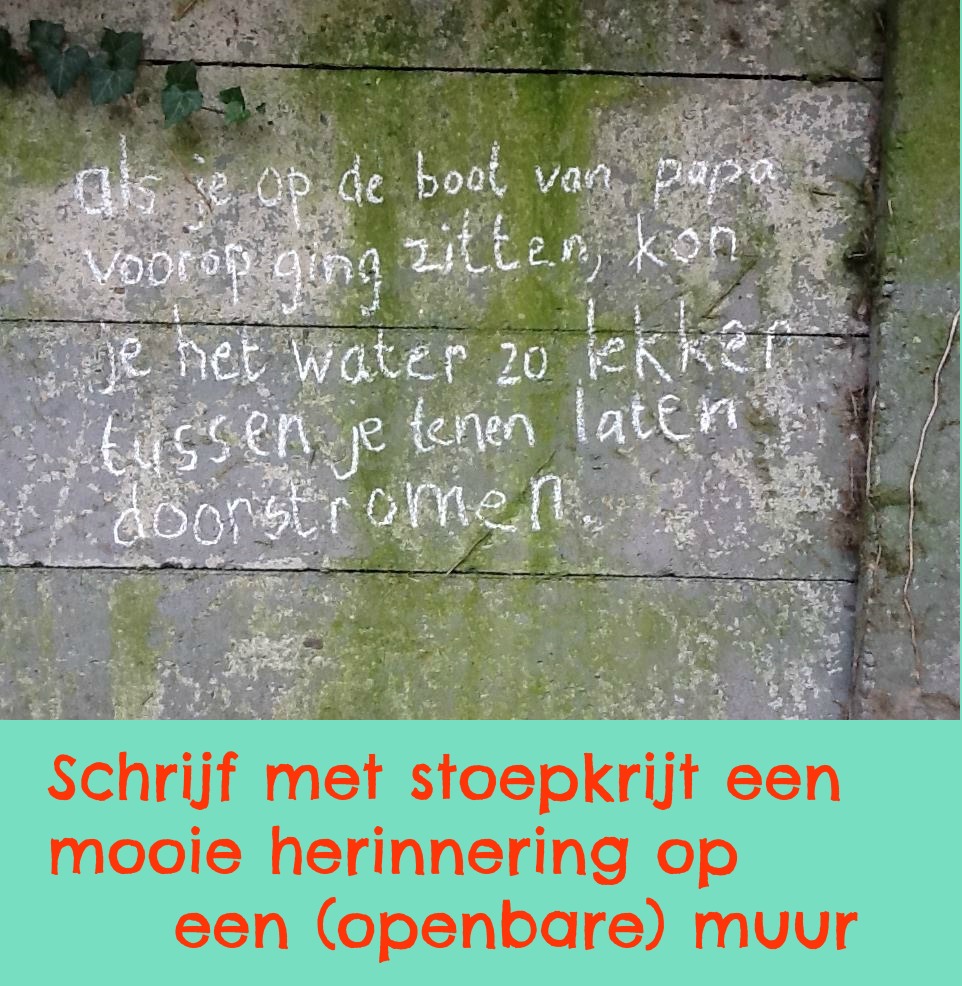 als je op de boot van papa
voorop ging zitten, kon
je het water zo lekker
tussen je tenen laten
doorstromen.
Schrijf met stoepkrijt een
mooie herinnering op
een (openbare) muur